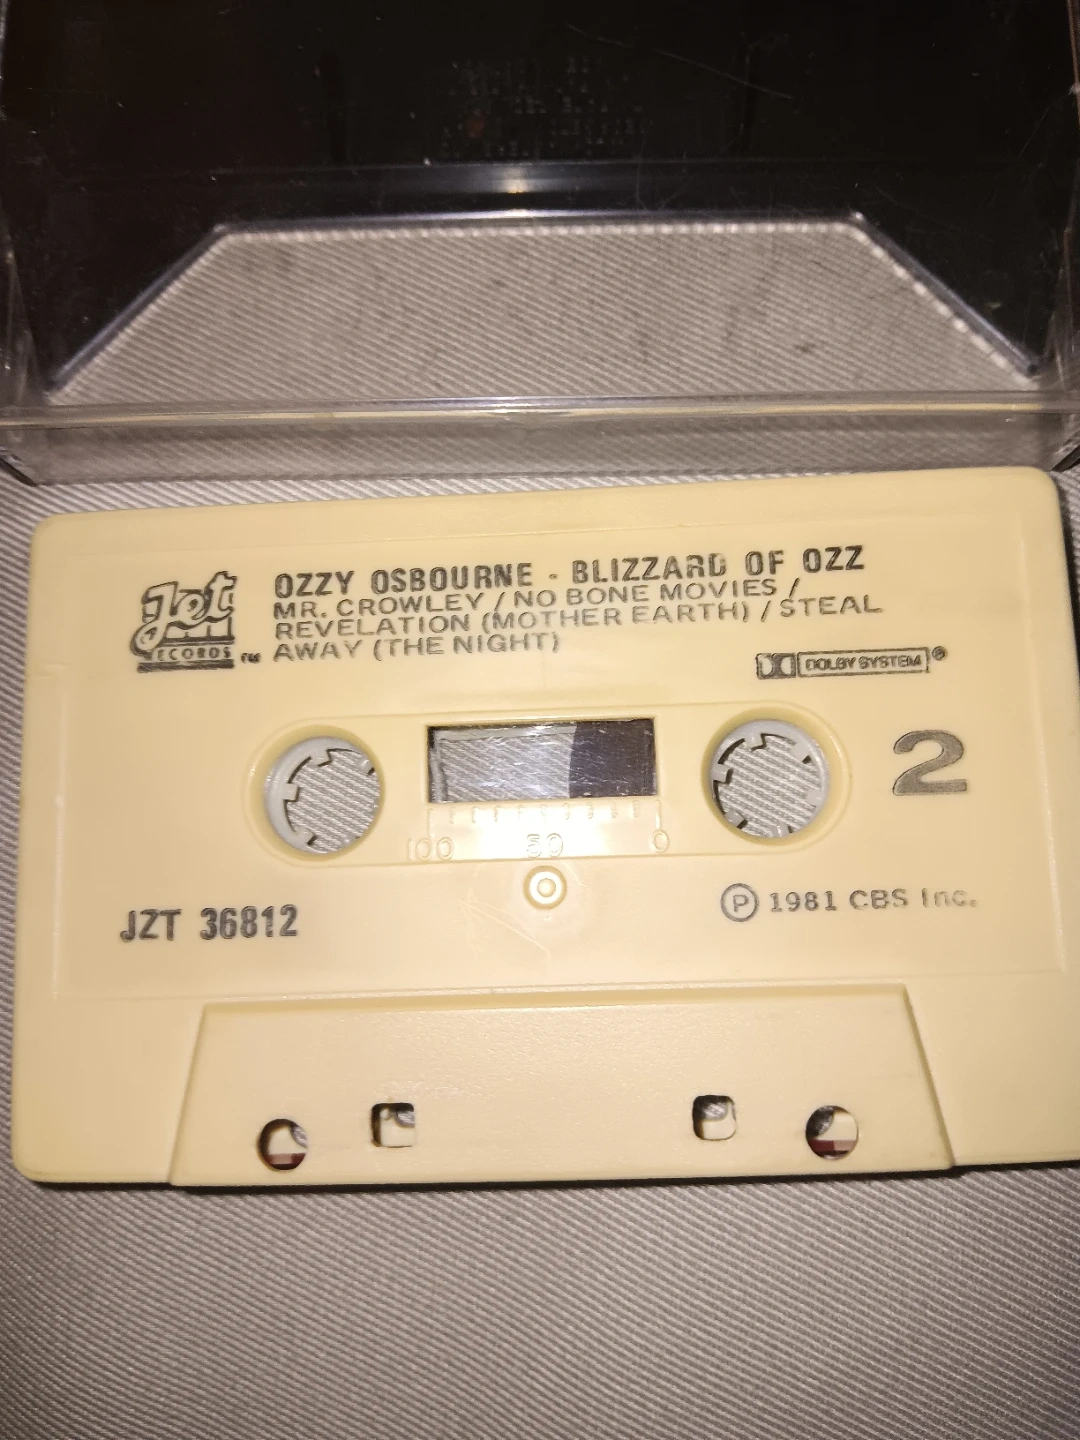 Jet
RECORDS TM
OZZY OSBOURNE - BLIZZARD OF OZZ
MR. CROWLEY / NO BONE MOVIES /
REVELATION (MOTHER EARTH) / STEAL
AWAY (THE NIGHT)
DOLBY SYSTEM®
2
100 50 0
JZT 36812
Ⓟ 1981 CBS Inc.